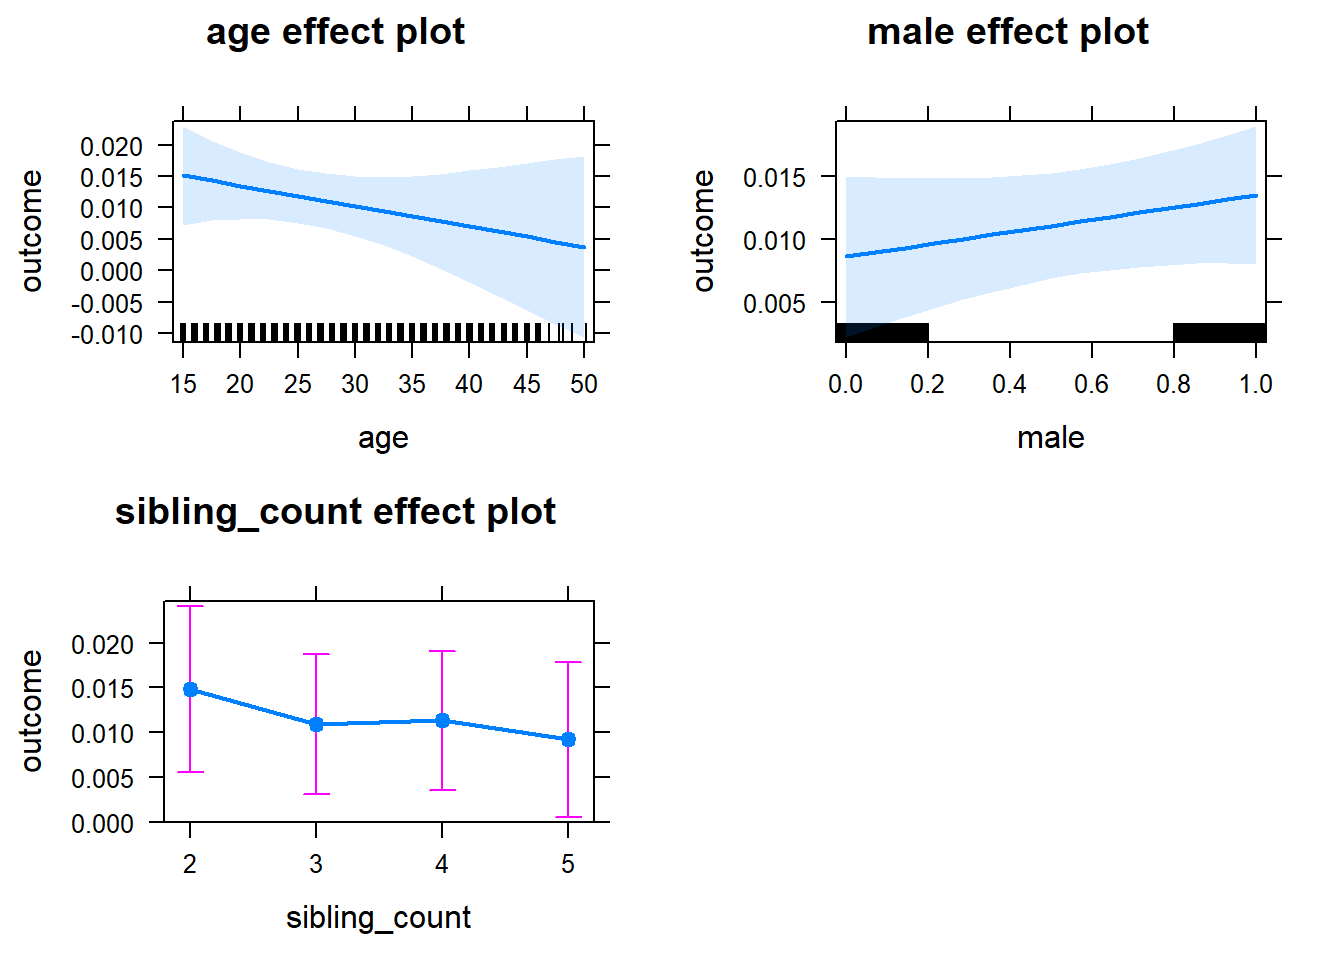 age effect plot
outcome
0.020
0.015
0.010
0.005
0.000
-0.005
-0.010
15 20 25 30 35 40 45 50
age
male effect plot
outcome
0.015
0.010
0.005
0.0 0.2 0.4 0.6 0.8 1.0
male
sibling_count effect plot
outcome
0.020
0.015
0.010
0.005
0.000
2 3 4 5
sibling_count